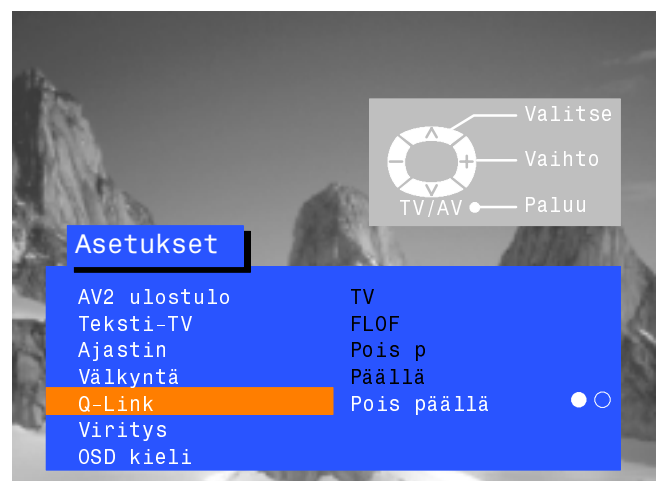 Valitse
Vaihto
TV/AV Paluu
Asetukset
AV2 ulostulo TV
Teksti-TV FLOF
Ajastin Pois p
Välkyntä Päällä
Q-Link Pois päällä
Viritys
OSD kieli